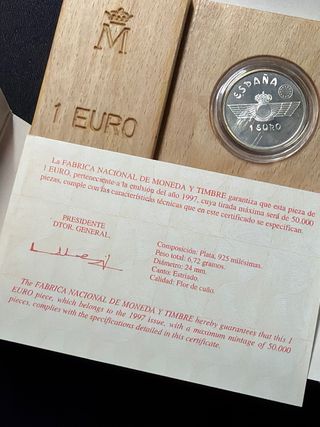 M
1 EURO
ESPAÑA
1 EURO
La FABRICA NACIONAL DE MONEDA Y TIMBRE garantiza que esta pieza de
1 EURO, perteneciente a la emisión del año 1997, cuya tirada máxima será de 50.000
piezas, cumple con las características técnicas que en este certificado se especifican.
PRESIDENTE
DTOR. GENERAL,
Composición: Plata, 925 milésimas.
Peso total: 6,72 gramos.
Diámetro: 24 mm.
Canto: Estriado.
Calidad: Flor de cuño.
The FABRICA NACIONAL DE MONEDA Y TIMBRE hereby guarantees that this 1
EURO piece, which belongs to the 1997 issue, with a maximum mintage of 50.000
pieces, complies with the specifications detailed in this certificate.